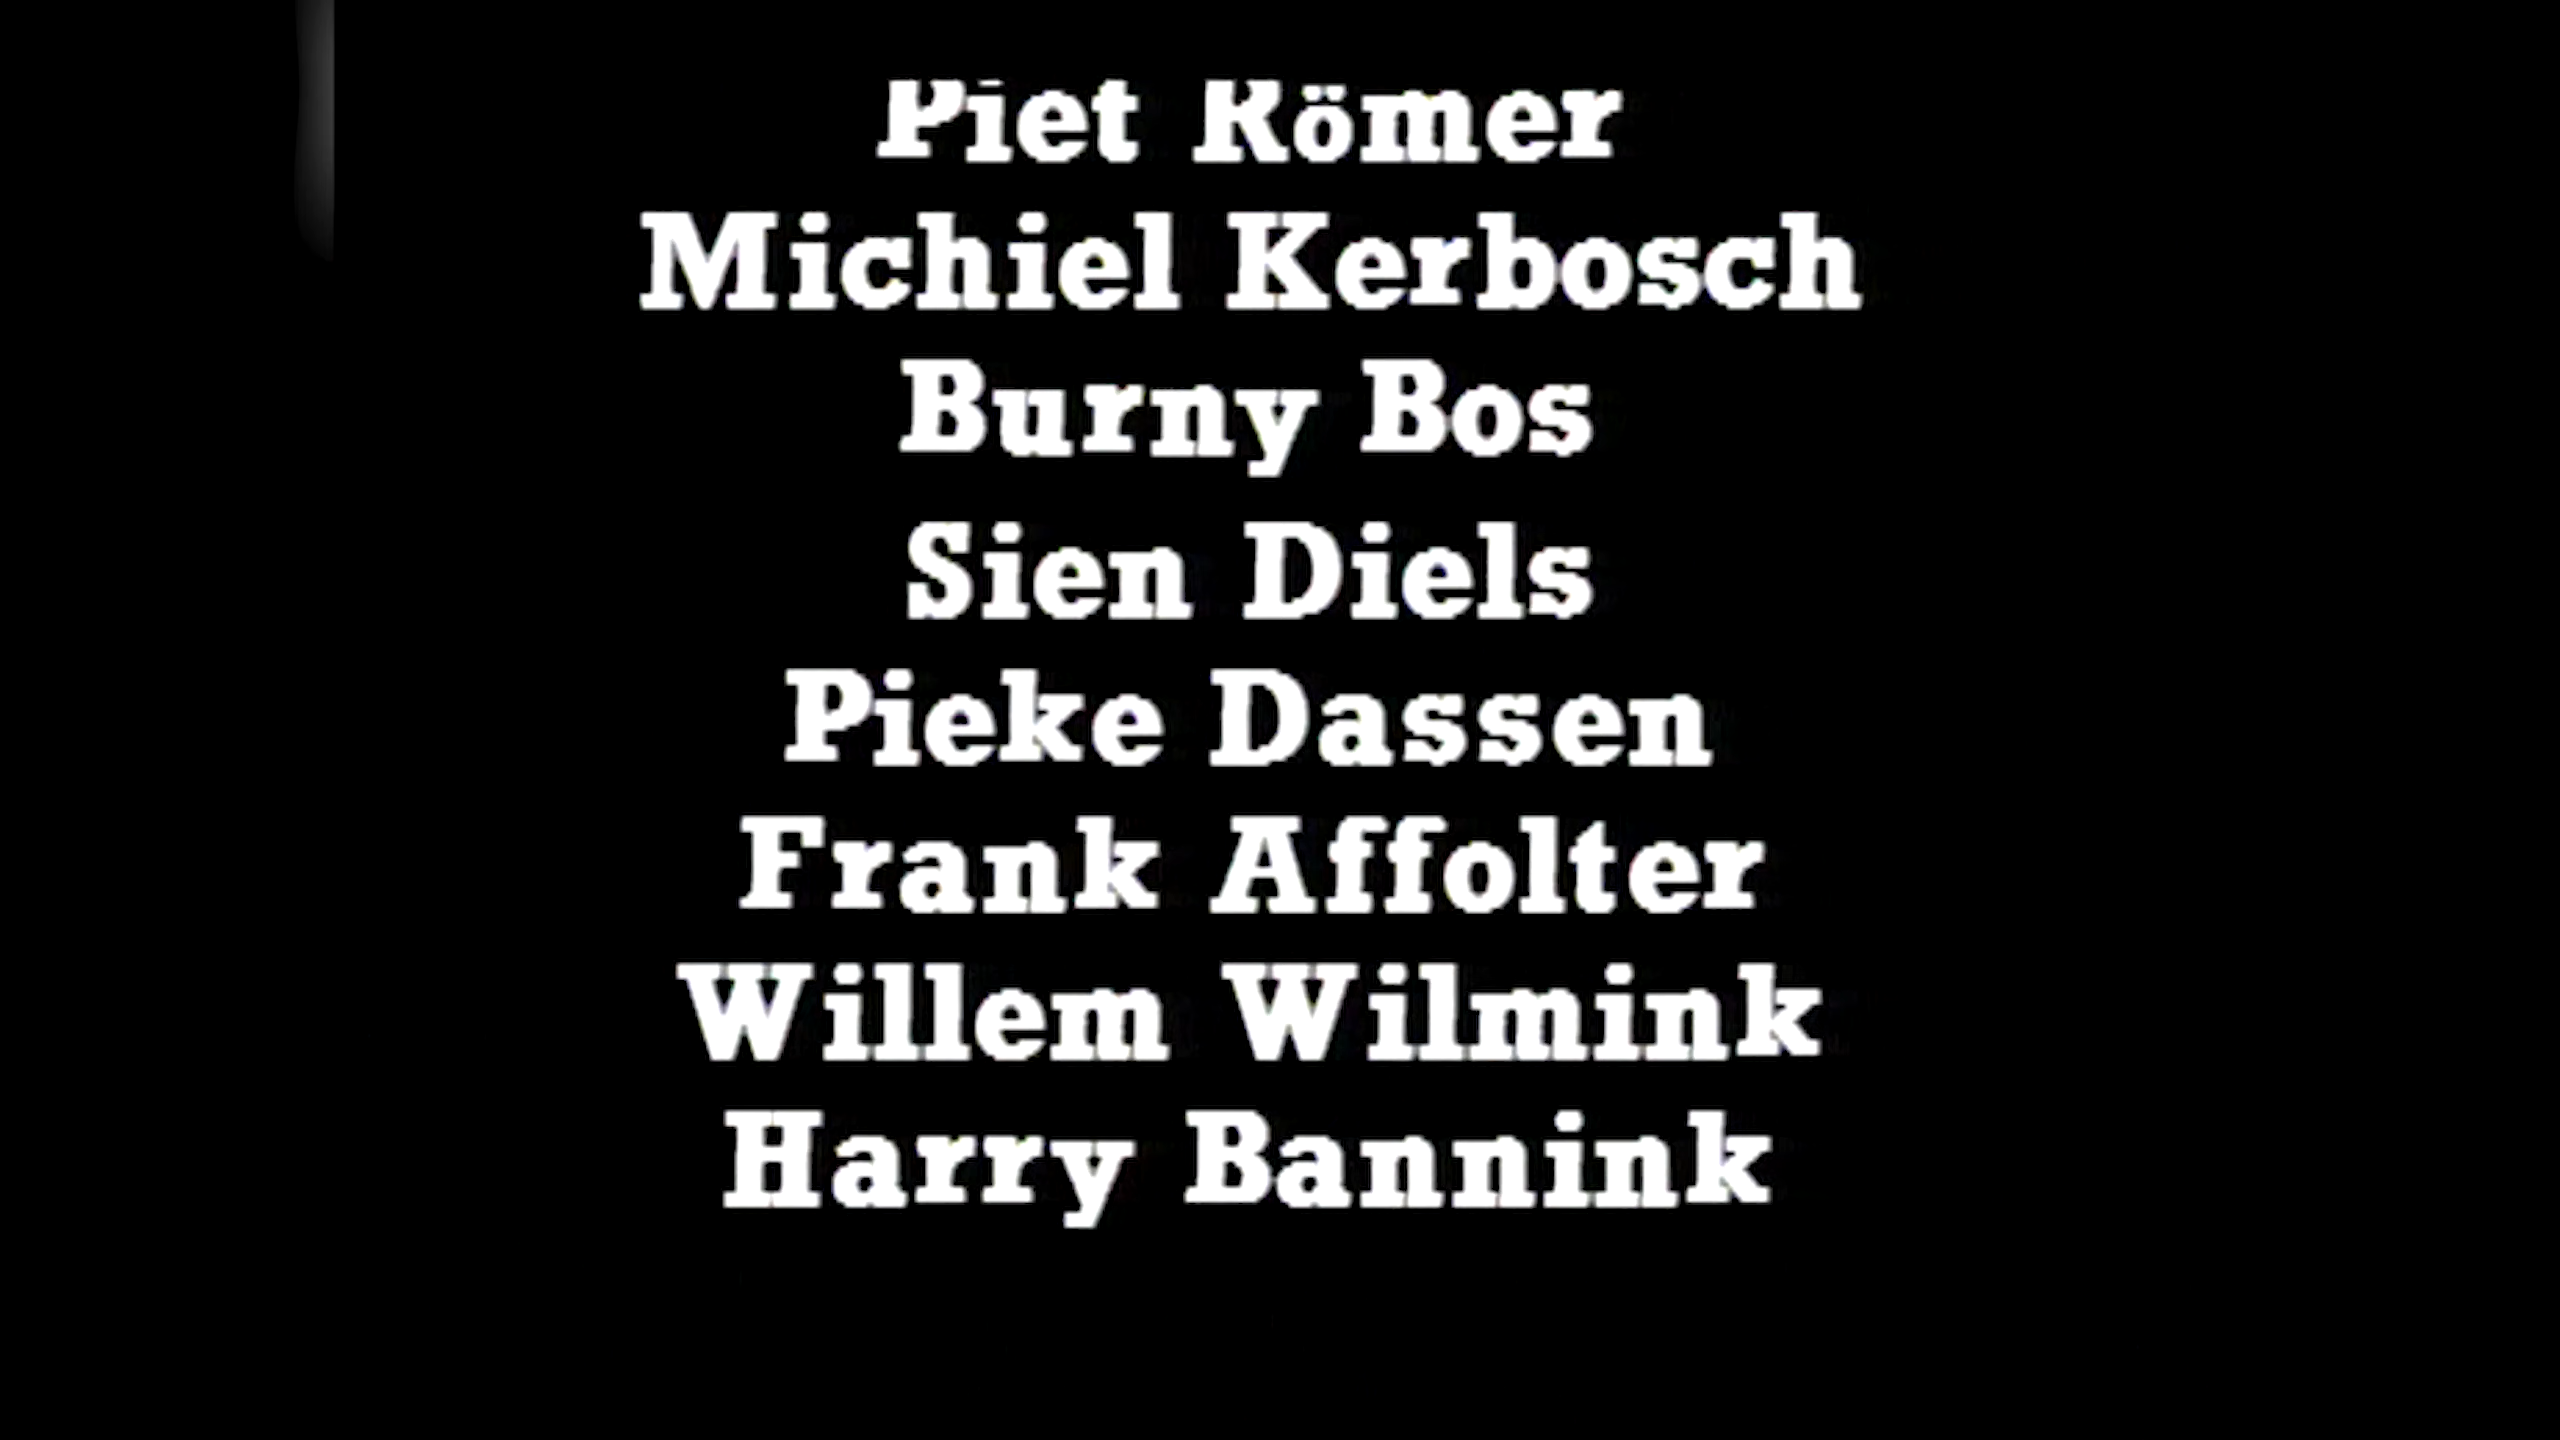 Piet Römer
Michiel Kerbosch
Burny Bos
Sien Diels
Pieke Dassen
Frank Affolter
Willem Wilmink
Harry Bannink